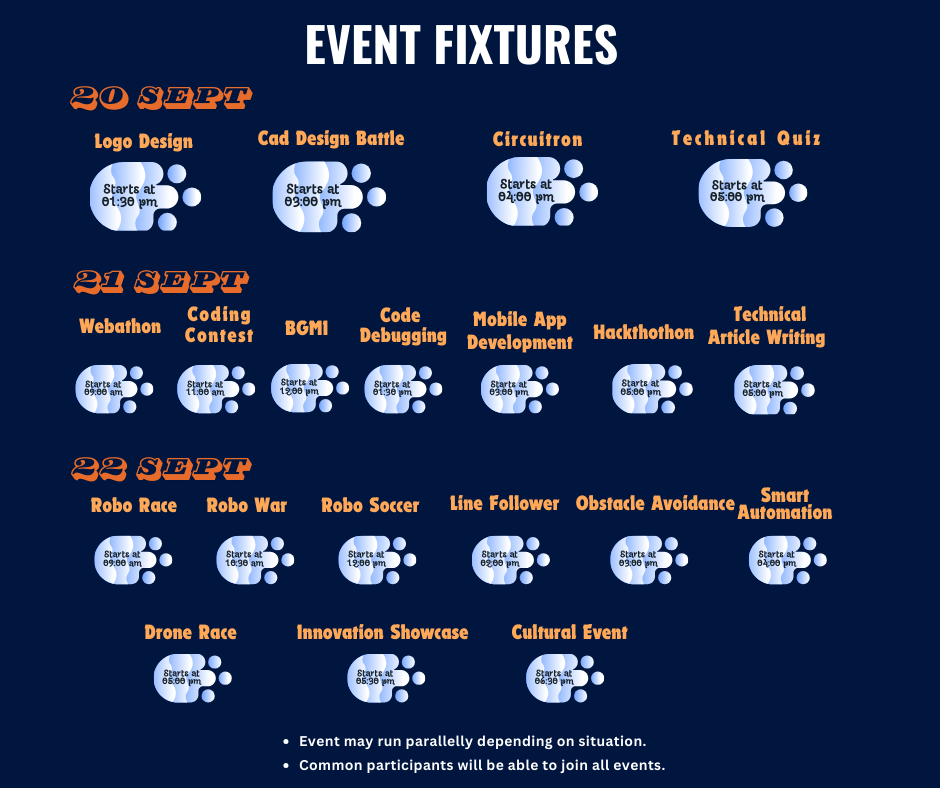 EVENT FIXTURES
20 SEPT
Logo Design
Cad Design Battle
Circuitron
Technical Quiz
Starts at
01:30 pm
Starts at
03:00 pm
Starts at
04:00 pm
Starts at
05:00 pm
21 SEPT
Webathon
Coding
Contest
BGMI
Code
Debugging
Mobile App
Development
Hackthothon
Technical
Article Writing
Starts at
09:00 am
Starts at
11:00 am
Starts at
12:00 pm
Starts at
01:30 pm
Starts at
03:00 pm
Starts at
05:00 pm
Starts at
05:00 pm
22 SEPT
Robo Race
Robo War
Robo Soccer
Line Follower
Obstacle Avoidance
Smart
Automation
Starts at
09:00 am
Starts at
10:30 am
Starts at
12:00 pm
Starts at
02:00 pm
Starts at
03:00 pm
Starts at
04:00 pm
Drone Race
Innovation Showcase
Cultural Event
Starts at
05:00 pm
Starts at
05:30 pm
Starts at
06:30 pm
• Event may run parallelly depending on situation.
• Common participants will be able to join all events.